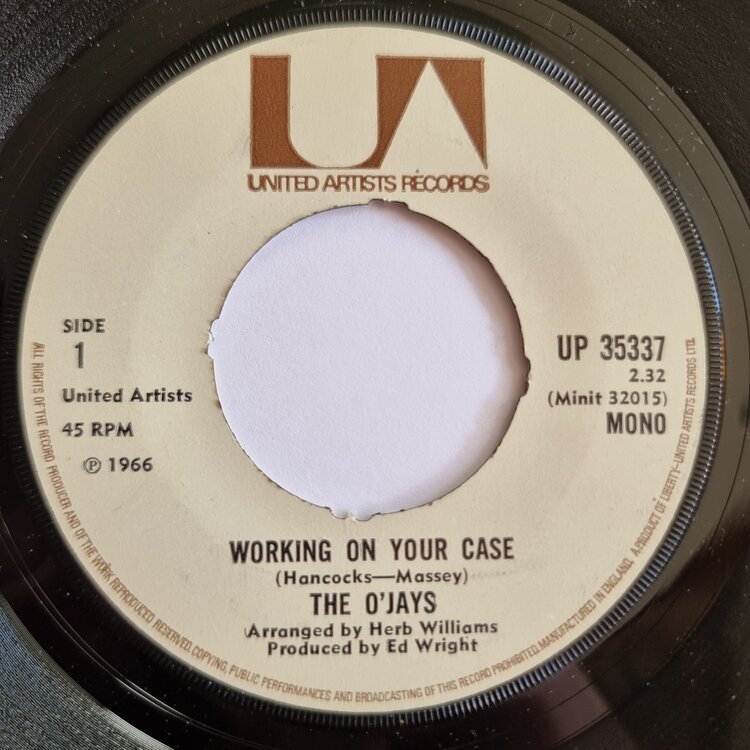 UA
UNITED ARTISTS RECORDS
SIDE
1
United Artists
45 RPM
℗ 1966
UP 35337
2.32
(Minit 32015)
MONO
WORKING ON YOUR CASE
(Hancocks—Massey)
THE O'JAYS
Arranged by Herb Williams
Produced by Ed Wright
ALL RIGHTS OF THE RECORD PRODUCER AND OF THE WORK REPRODUCED RESERVED. COPYING, PUBLIC PERFORMANCES AND BROADCASTING OF THIS RECORD PROHIBITED. MANUFACTURED IN ENGLAND. A PRODUCT OF LIBERTY—UNITED ARTISTS RECORDS LTD.